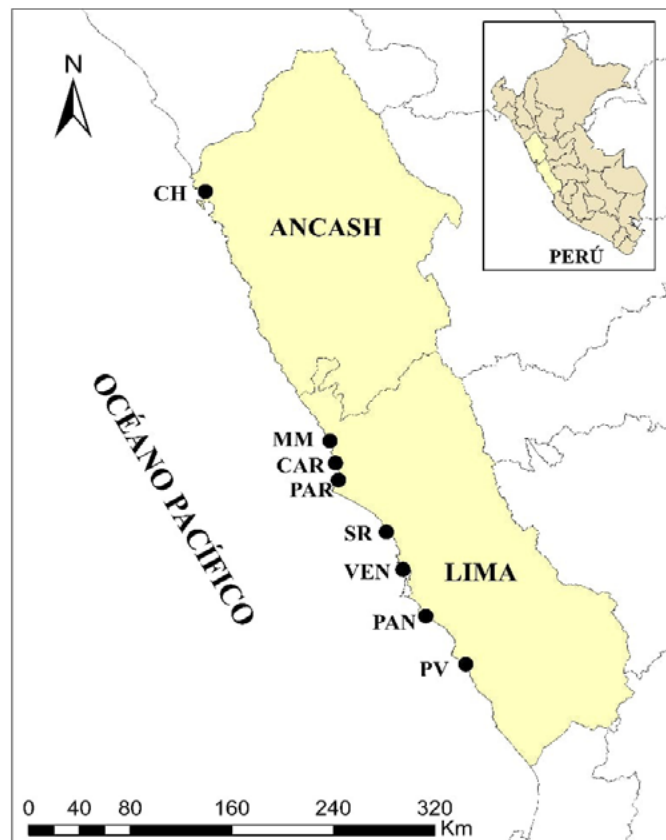 N
CH
ANCASH
PERÚ
OCÉANO PACÍFICO
MM
CAR
PAR
SR
VEN
LIMA
PAN
PV
0 40 80 160 240 320
Km